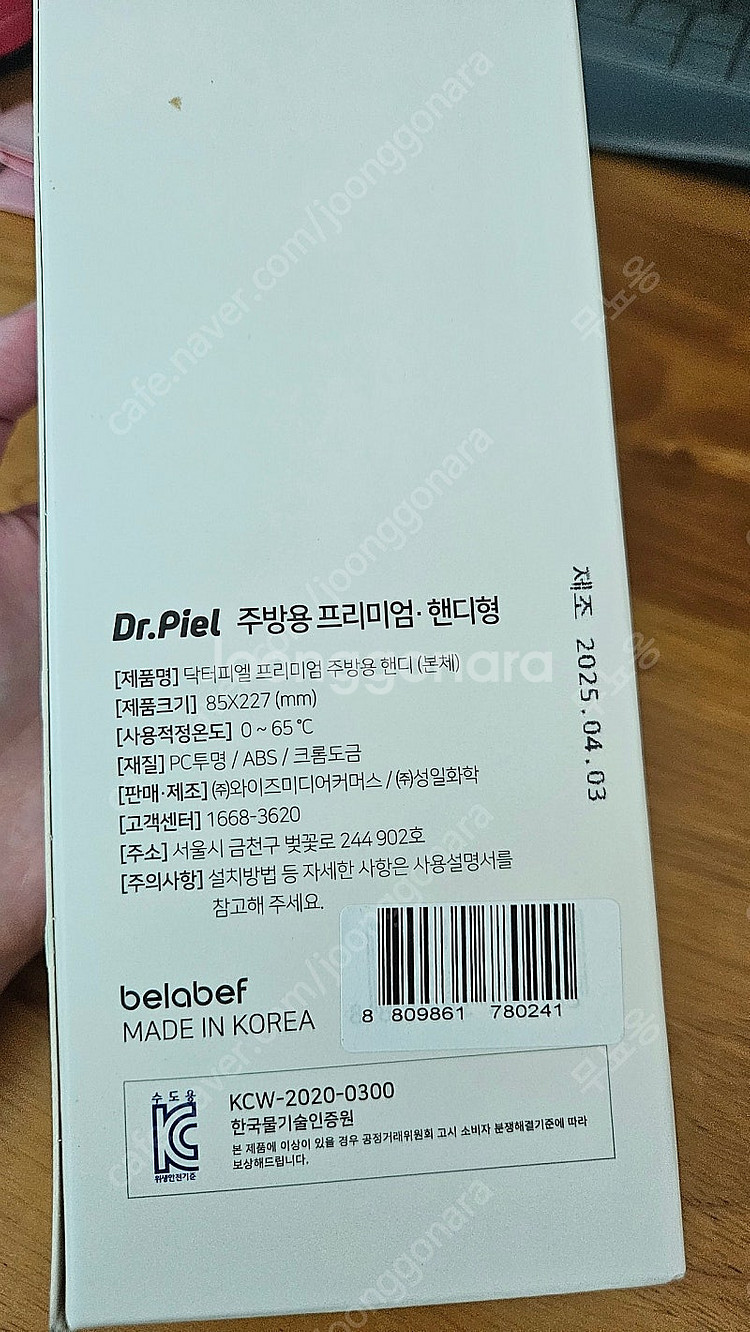 Dr.Piel 주방용 프리미엄·핸디형
[제품명] 닥터피엘 프리미엄 주방용 핸디 (본체)
[제품크기] 85X227 (mm)
[사용적정온도] 0 ~ 65 ℃
[재질] PC투명 / ABS / 크롬도금
[판매·제조] ㈜와이즈미디어커머스 / ㈜성일화학
[고객센터] 1668-3620
[주소] 서울시 금천구 벚꽃로 244 902호
[주의사항] 설치방법 등 자세한 사항은 사용설명서를
참고해 주세요.
제조 2025.04.03
belabef
MADE IN KOREA
8 809861 780241
수도용
KC
위생안전기준
KCW-2020-0300
한국물기술인증원
본 제품에 이상이 있을 경우 공정거래위원회 고시 소비자 분쟁해결기준에 따라
보상해드립니다.
cafe.naver.com/joonggonara
joonggonara
무뇨옹